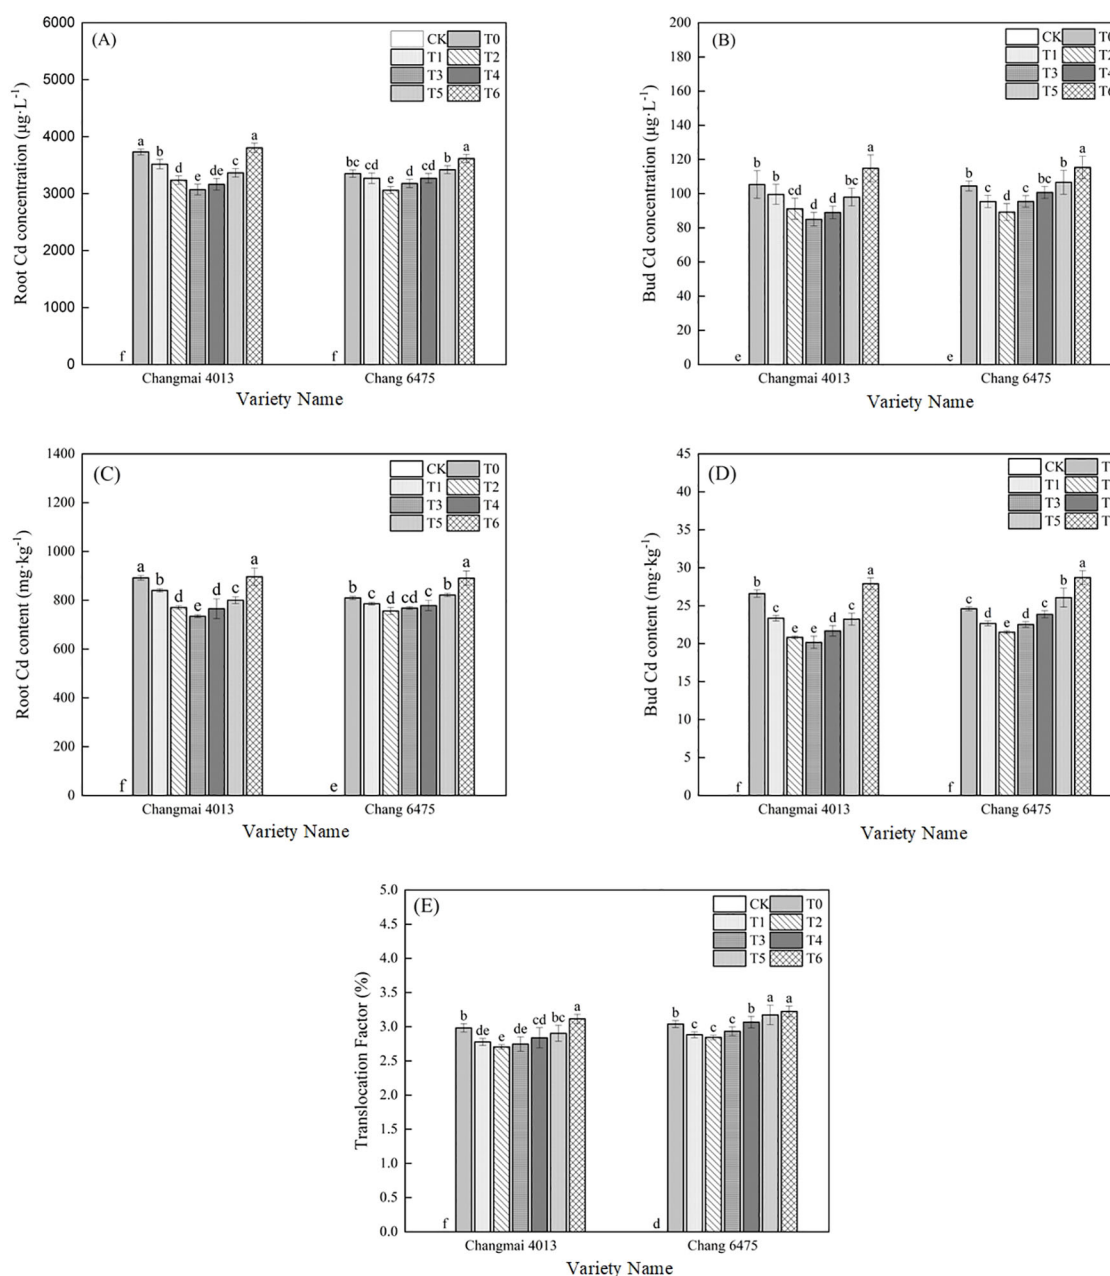 (A)
CK T0
T1 T2
T3 T4
T5 T6
Root Cd concentration (μg·L⁻¹)
6000
5000
4000
3000
2000
1000
0
f a b d e de c a
f bc cd e d cd b a
Changmai 4013 Chang 6475
Variety Name
(B)
CK T0
T1 T2
T3 T4
T5 T6
Bud Cd concentration (μg·L⁻¹)
200
180
160
140
120
100
80
60
40
20
0
e b b cd d d bc a
e b c d c bc b a
Changmai 4013 Chang 6475
Variety Name
(C)
CK T0
T1 T2
T3 T4
T5 T6
Root Cd content (mg·kg⁻¹)
1400
1200
1000
800
600
400
200
0
f a b d e d c a
e b c d cd c b a
Changmai 4013 Chang 6475
Variety Name
(D)
CK T
T1 T
T3 T
T5 T
Bud Cd content (mg·kg⁻¹)
45
40
35
30
25
20
15
10
5
0
f b c e e d c a
f c d e d c b a
Changmai 4013 Chang 6475
Variety Name
(E)
CK T0
T1 T2
T3 T4
T5 T6
Translocation Factor (%)
5.0
4.5
4.0
3.5
3.0
2.5
2.0
1.5
1.0
0.5
0.0
f b de e de cd bc a
d b c c c b a a
Changmai 4013 Chang 6475
Variety Name